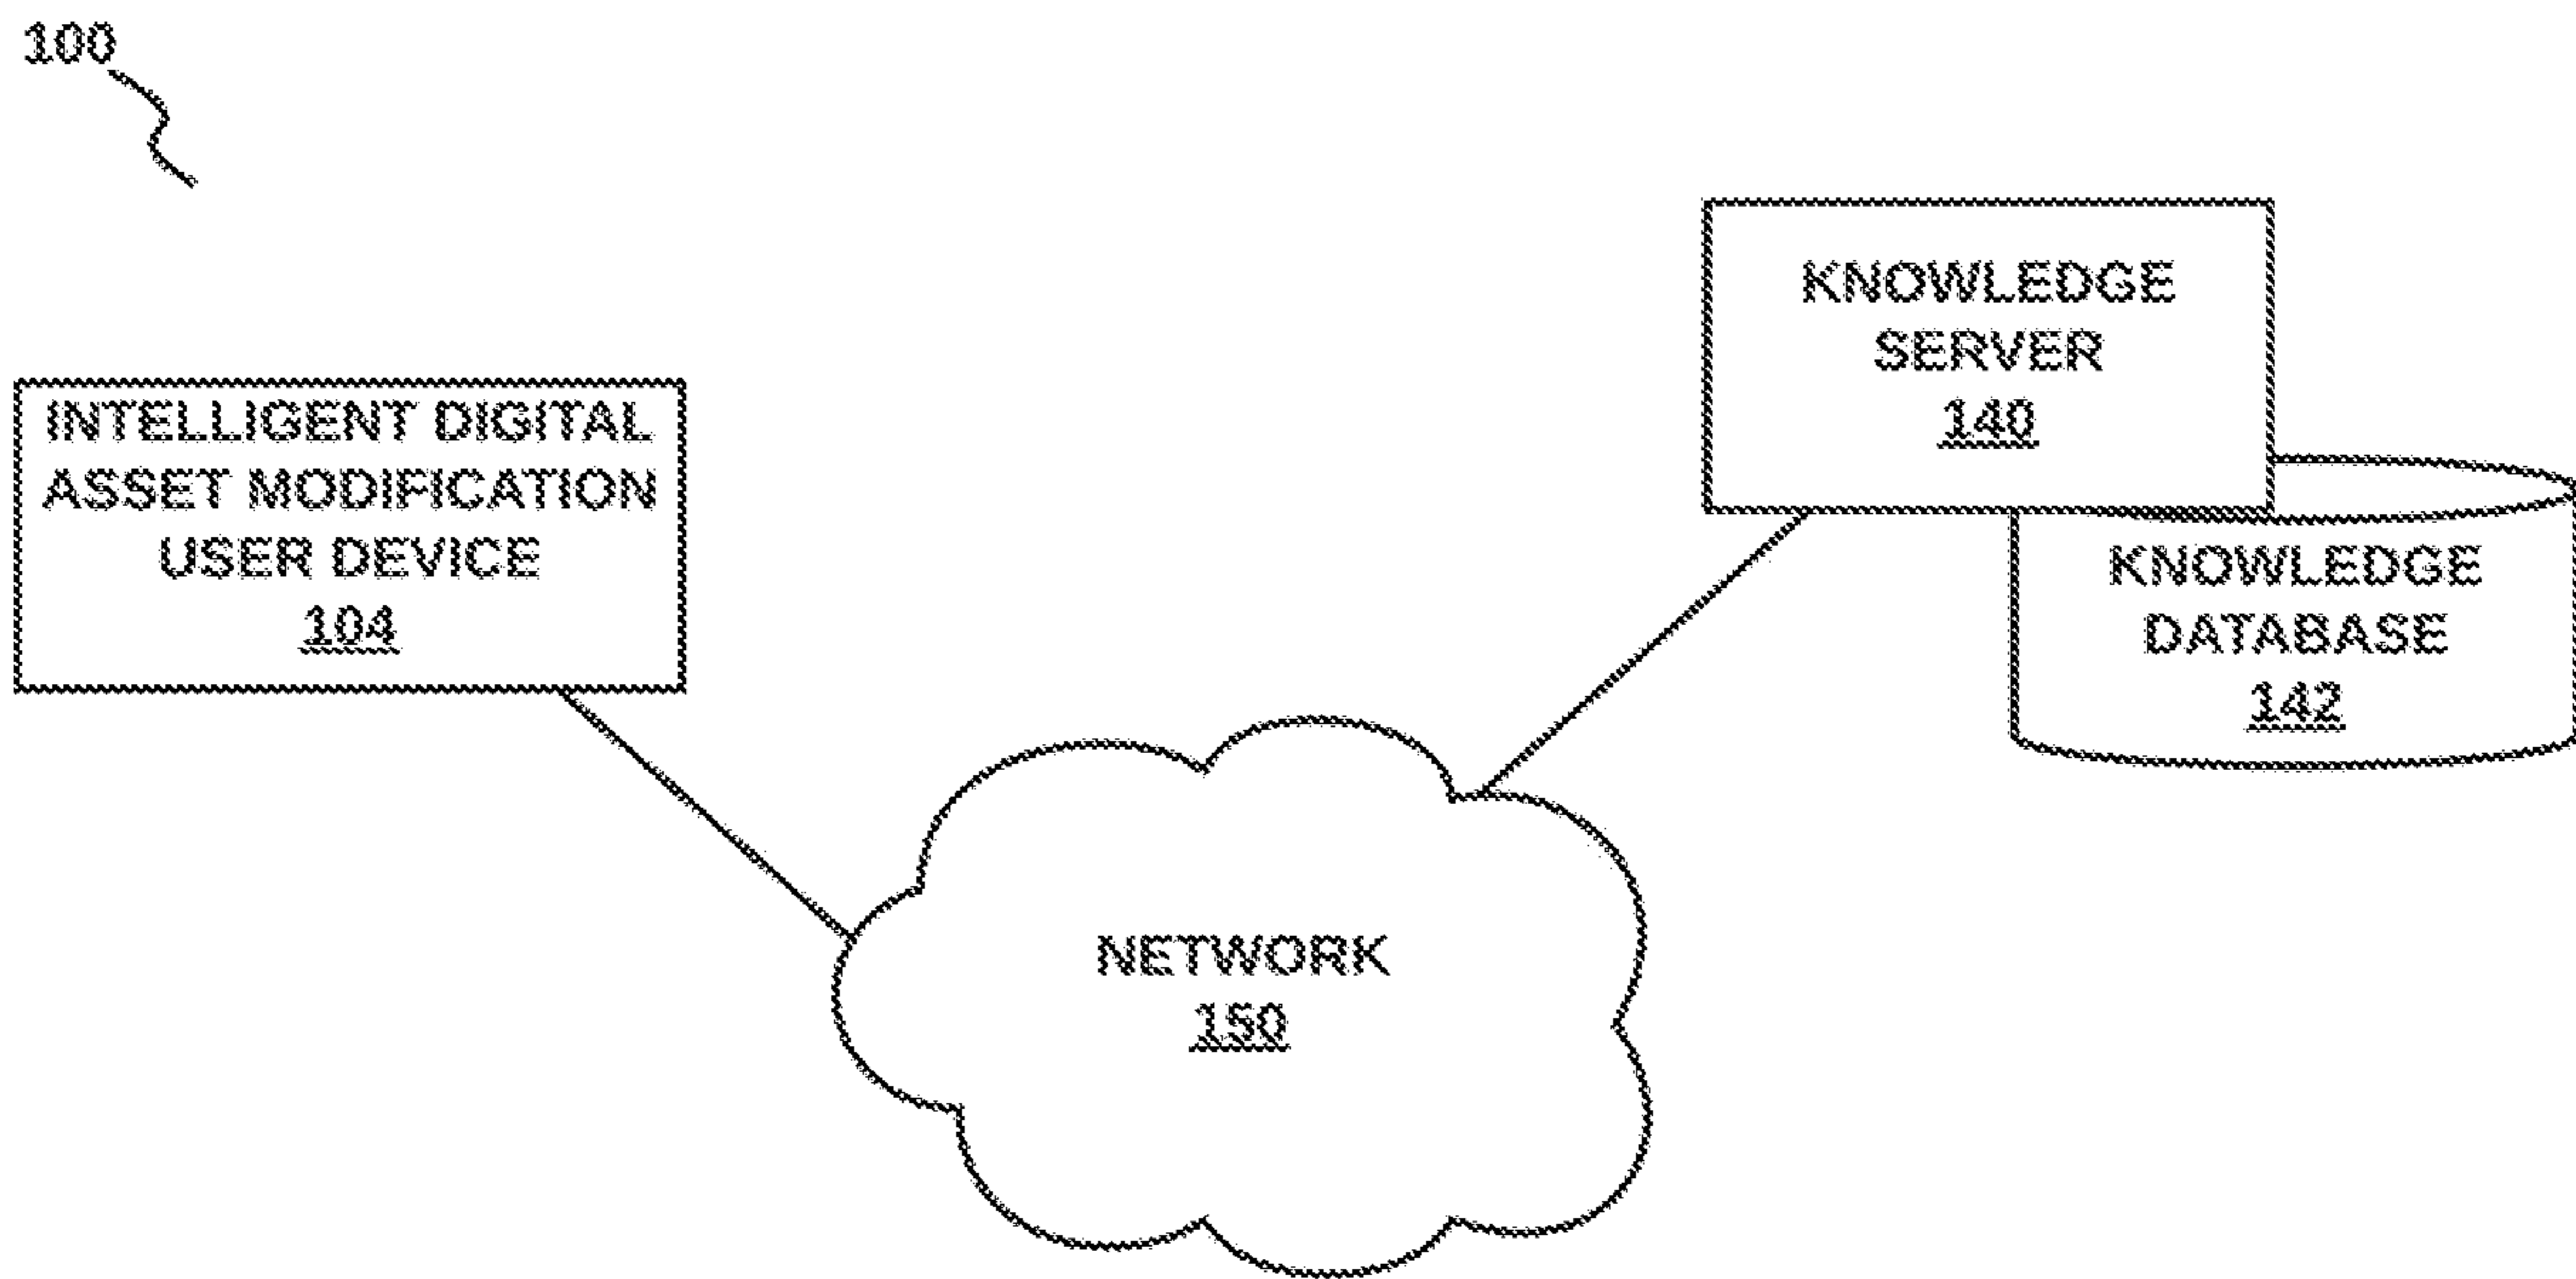 100
KNOWLEDGE
SERVER
140
INTELLIGENT DIGITAL
ASSET MODIFICATION
USER DEVICE
104
KNOWLEDGE
DATABASE
142
NETWORK
150